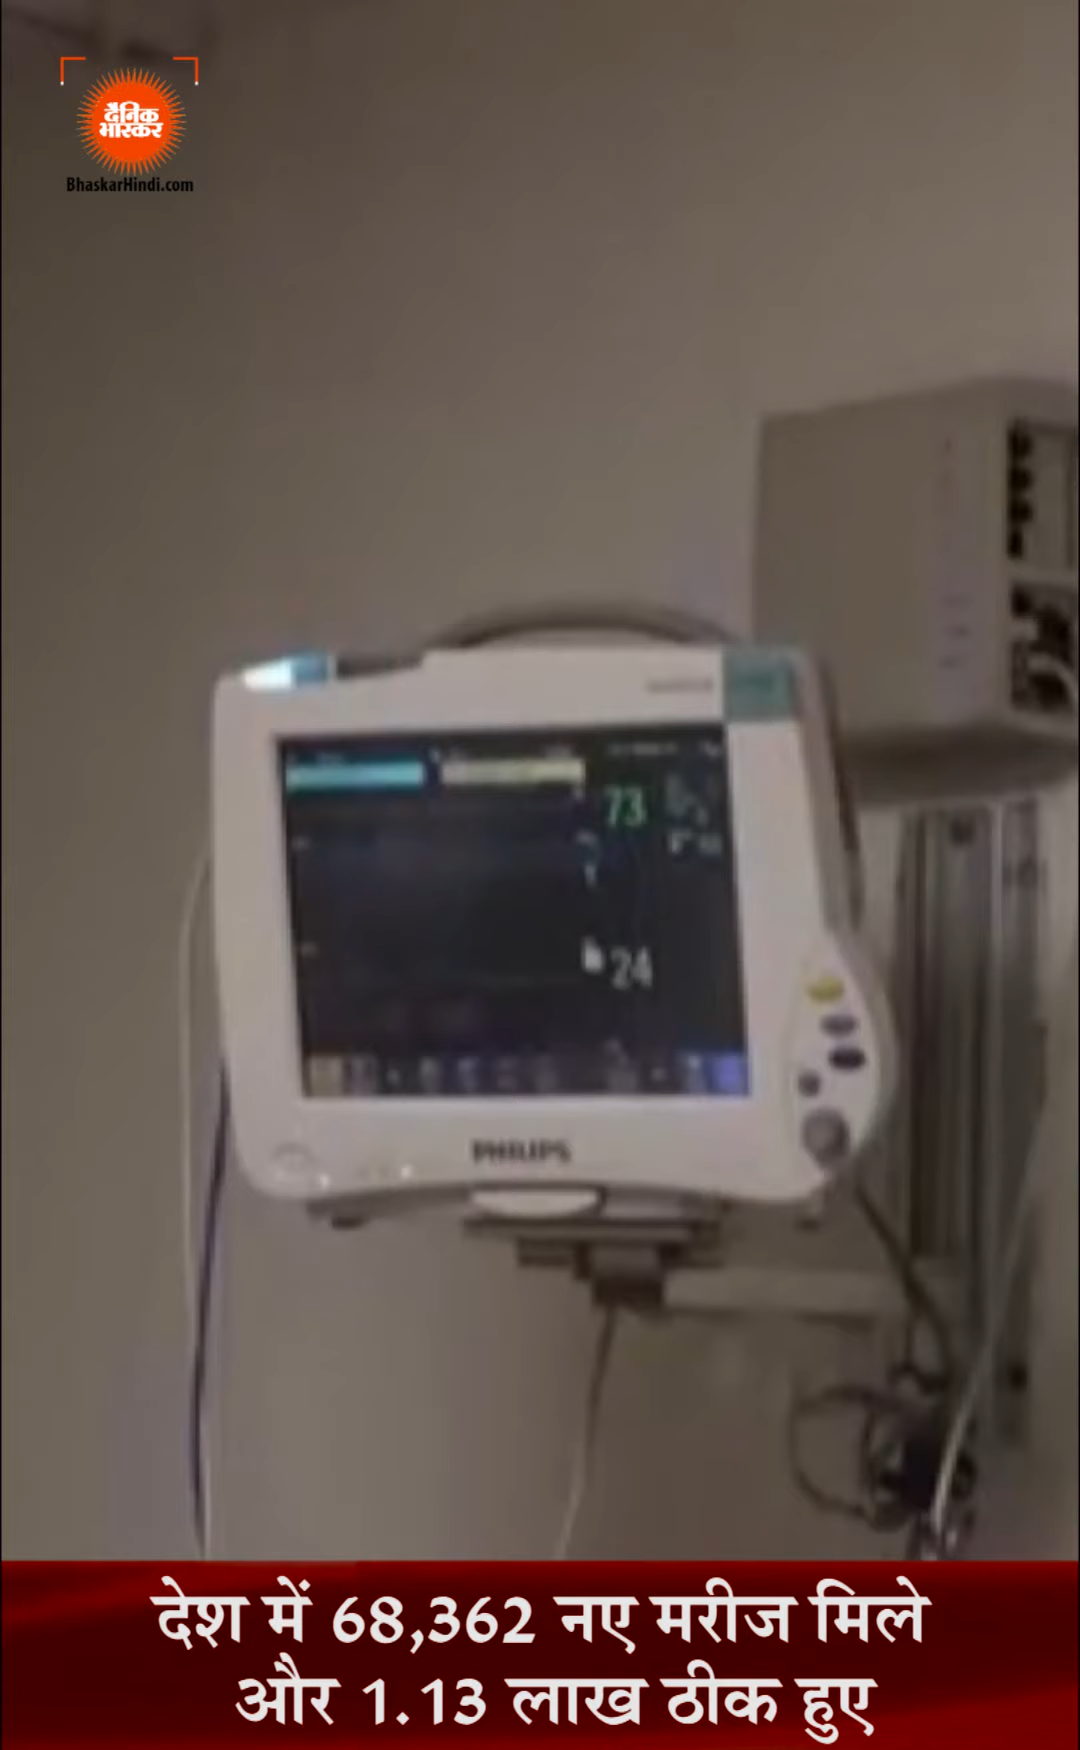 दैनिक
भास्कर
BhaskarHindi.com
73
24
PHILIPS
देश में 68,362 नए मरीज मिले
और 1.13 लाख ठीक हुए